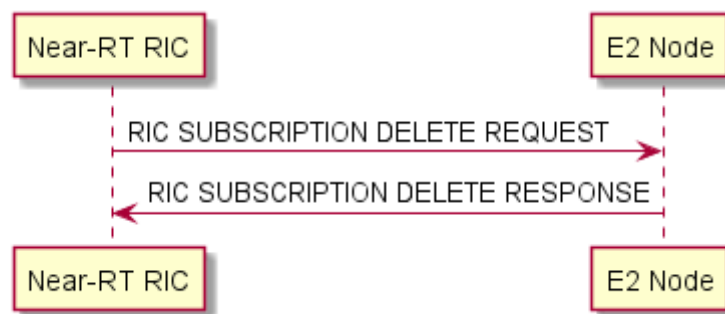 Near-RT RIC
E2 Node
RIC SUBSCRIPTION DELETE REQUEST
RIC SUBSCRIPTION DELETE RESPONSE
Near-RT RIC
E2 Node